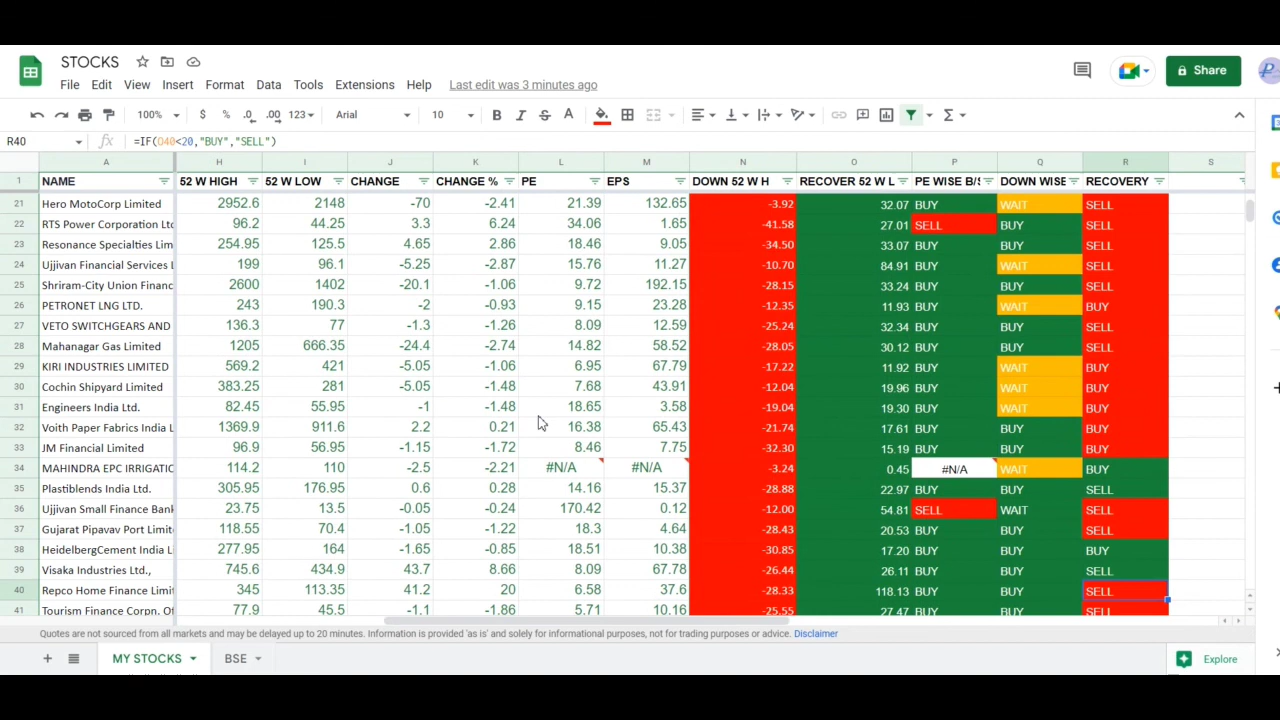 STOCKS
File Edit View Insert Format Data Tools Extensions Help Last edit was 3 minutes ago
Share
100% $ % .0 .00 123 Arial 10 B I S A
R40 fx =IF(O40<20,"BUY","SELL")
A H I J K L M N O P Q R S
1 NAME 52 W HIGH 52 W LOW CHANGE CHANGE % PE EPS DOWN 52 W H RECOVER 52 W L PE WISE B/S DOWN WISE RECOVERY
21 Hero MotoCorp Limited 2952.6 2148 -70 -2.41 21.39 132.65 -3.92 32.07 BUY WAIT SELL
22 RTS Power Corporation Ltd 96.2 44.25 3.3 6.24 34.06 1.65 -41.58 27.01 SELL BUY SELL
23 Resonance Specialties Lim 254.95 125.5 4.65 2.86 18.46 9.05 -34.50 33.07 BUY BUY SELL
24 Ujjivan Financial Services L 199 96.1 -5.25 -2.87 15.76 11.27 -10.70 84.91 BUY WAIT SELL
25 Shriram-City Union Financ 2600 1402 -20.1 -1.06 9.72 192.15 -28.15 33.24 BUY BUY SELL
26 PETRONET LNG LTD. 243 190.3 -2 -0.93 9.15 23.28 -12.35 11.93 BUY WAIT BUY
27 VETO SWITCHGEARS AND 136.3 77 -1.3 -1.26 8.09 12.59 -25.24 32.34 BUY BUY SELL
28 Mahanagar Gas Limited 1205 666.35 -24.4 -2.74 14.82 58.52 -28.05 30.12 BUY BUY SELL
29 KIRI INDUSTRIES LIMITED 569.2 421 -5.05 -1.06 6.95 67.79 -17.22 11.92 BUY WAIT BUY
30 Cochin Shipyard Limited 383.25 281 -5.05 -1.48 7.68 43.91 -12.04 19.96 BUY WAIT BUY
31 Engineers India Ltd. 82.45 55.95 -1 -1.48 18.65 3.58 -19.04 19.30 BUY WAIT BUY
32 Voith Paper Fabrics India L 1369.9 911.6 2.2 0.21 16.38 65.43 -21.74 17.61 BUY BUY BUY
33 JM Financial Limited 96.9 56.95 -1.15 -1.72 8.46 7.75 -32.30 15.19 BUY BUY BUY
34 MAHINDRA EPC IRRIGATIC 114.2 110 -2.5 -2.21 #N/A #N/A -3.24 0.45 #N/A WAIT BUY
35 Plastiblends India Ltd. 305.95 176.95 0.6 0.28 14.16 15.37 -28.88 22.97 BUY BUY SELL
36 Ujjivan Small Finance Bank 23.75 13.5 -0.05 -0.24 170.42 0.12 -12.00 54.81 SELL WAIT SELL
37 Gujarat Pipavav Port Limit 118.55 70.4 -1.05 -1.22 18.3 4.64 -28.43 20.53 BUY BUY SELL
38 HeidelbergCement India Li 277.95 164 -1.65 -0.85 18.51 10.38 -30.85 17.20 BUY BUY BUY
39 Visaka Industries Ltd., 745.6 434.9 43.7 8.66 8.09 67.78 -26.44 26.11 BUY BUY SELL
40 Repco Home Finance Limit 345 113.35 41.2 20 6.58 37.6 -28.33 118.13 BUY BUY SELL
41 Tourism Finance Corpn. Of 77.9 45.5 -1.1 -1.86 5.71 10.16 -25.55 27.47 BUY BUY SELL
Quotes are not sourced from all markets and may be delayed up to 20 minutes. Information is provided 'as is' and solely for informational purposes, not for trading purposes or advice. Disclaimer
+ MY STOCKS BSE Explore